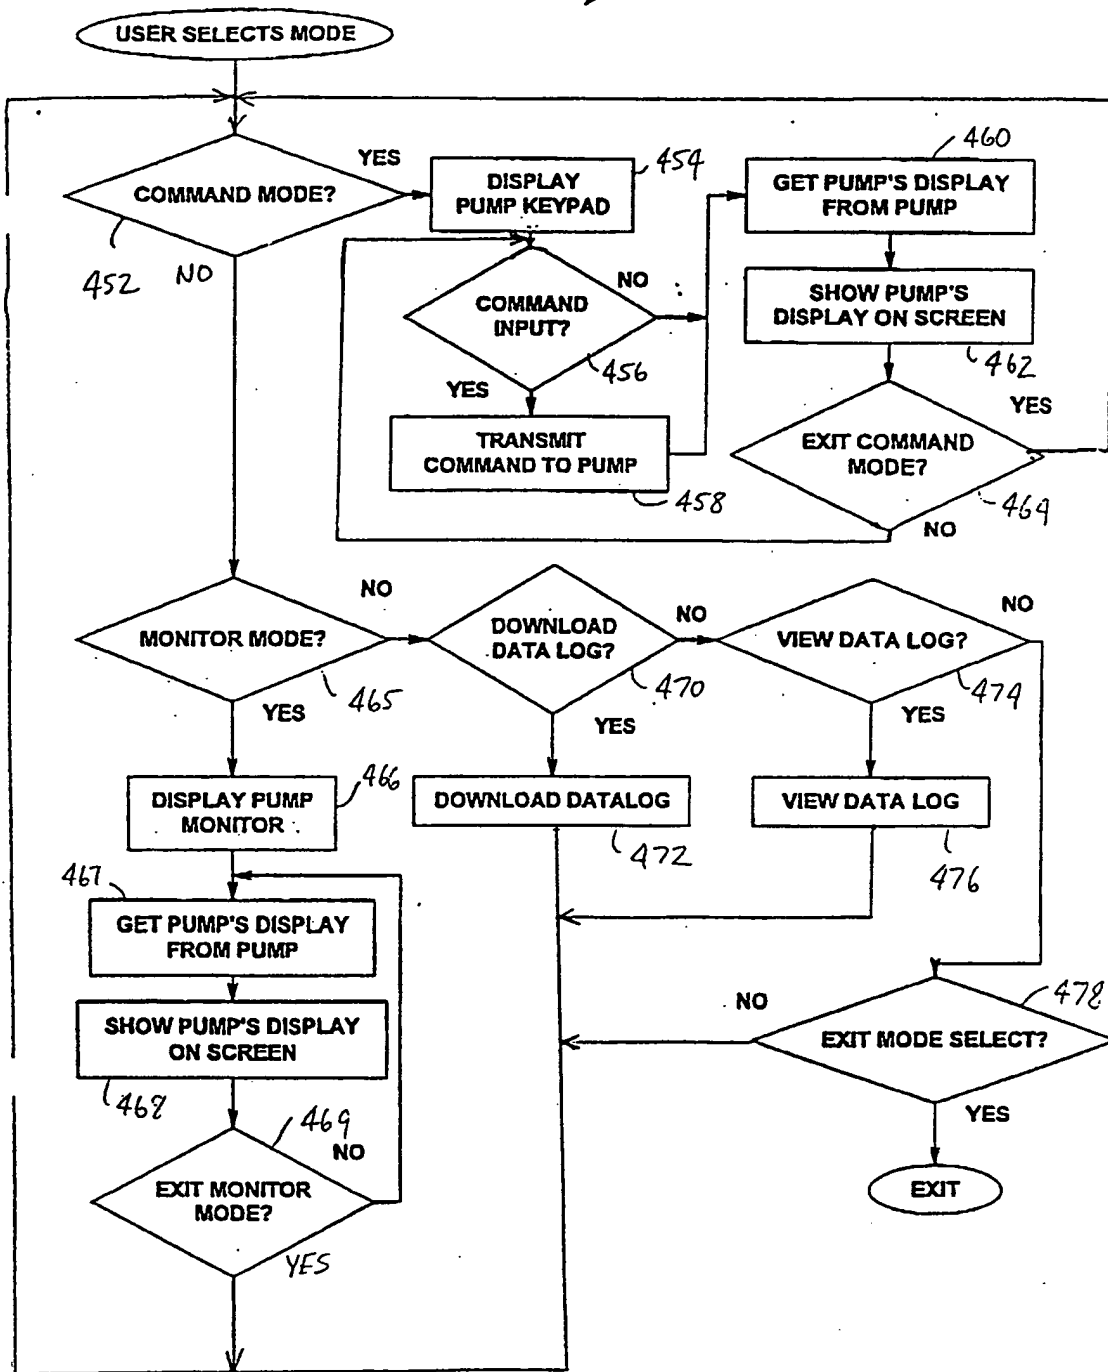 USER SELECTS MODE
COMMAND MODE?
YES
NO
452
DISPLAY
PUMP KEYPAD
454
COMMAND
INPUT?
NO
YES
456
TRANSMIT
COMMAND TO PUMP
458
GET PUMP'S DISPLAY
FROM PUMP
460
SHOW PUMP'S
DISPLAY ON SCREEN
462
EXIT COMMAND
MODE?
YES
NO
464
MONITOR MODE?
NO
YES
465
DOWNLOAD
DATA LOG?
NO
YES
470
VIEW DATA LOG?
NO
YES
474
DISPLAY PUMP
MONITOR
466
DOWNLOAD DATALOG
472
VIEW DATA LOG
476
467
GET PUMP'S DISPLAY
FROM PUMP
SHOW PUMP'S DISPLAY
ON SCREEN
468
EXIT MONITOR
MODE?
469
NO
YES
EXIT MODE SELECT?
478
NO
YES
EXIT